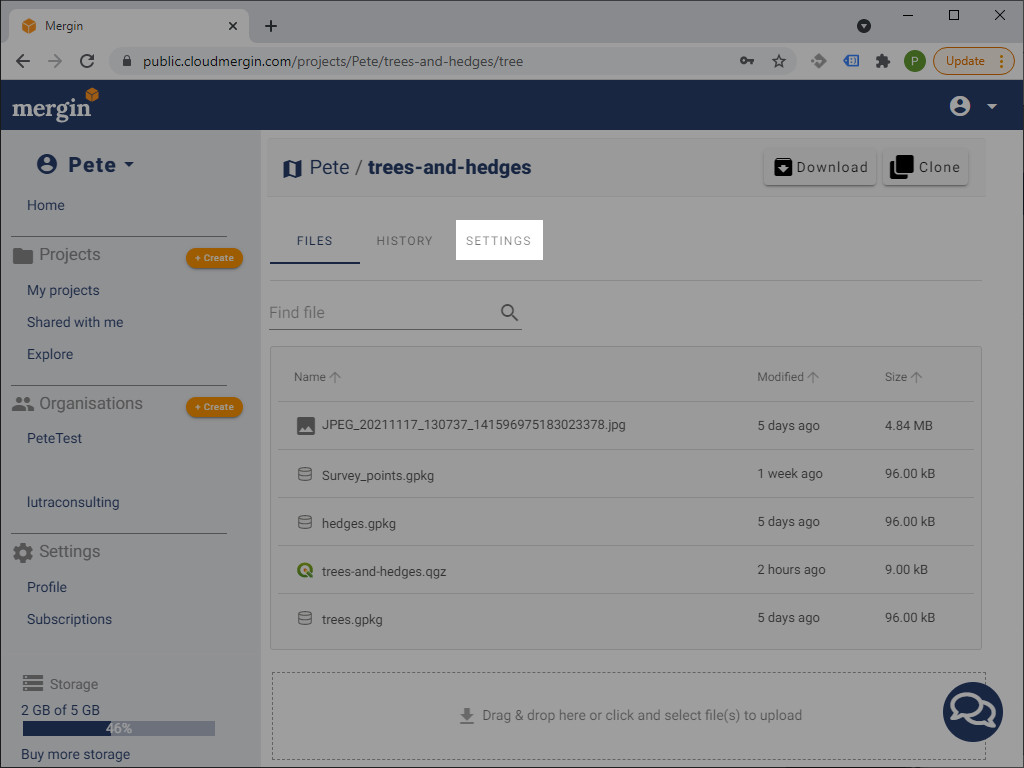 Mergin
public.cloudmergin.com/projects/Pete/trees-and-hedges/tree
P
Update
mergin
Pete
Home
Projects
+ Create
My projects
Shared with me
Explore
Organisations
+ Create
PeteTest
lutraconsulting
Settings
Profile
Subscriptions
Storage
2 GB of 5 GB
46%
Buy more storage
Pete / trees-and-hedges
Download
Clone
FILES HISTORY SETTINGS
Find file
Name Modified Size
JPEG_20211117_130737_141596975183023378.jpg 5 days ago 4.84 MB
Survey_points.gpkg 1 week ago 96.00 kB
hedges.gpkg 5 days ago 96.00 kB
trees-and-hedges.qgz 2 hours ago 9.00 kB
trees.gpkg 5 days ago 96.00 kB
Drag & drop here or click and select file(s) to upload